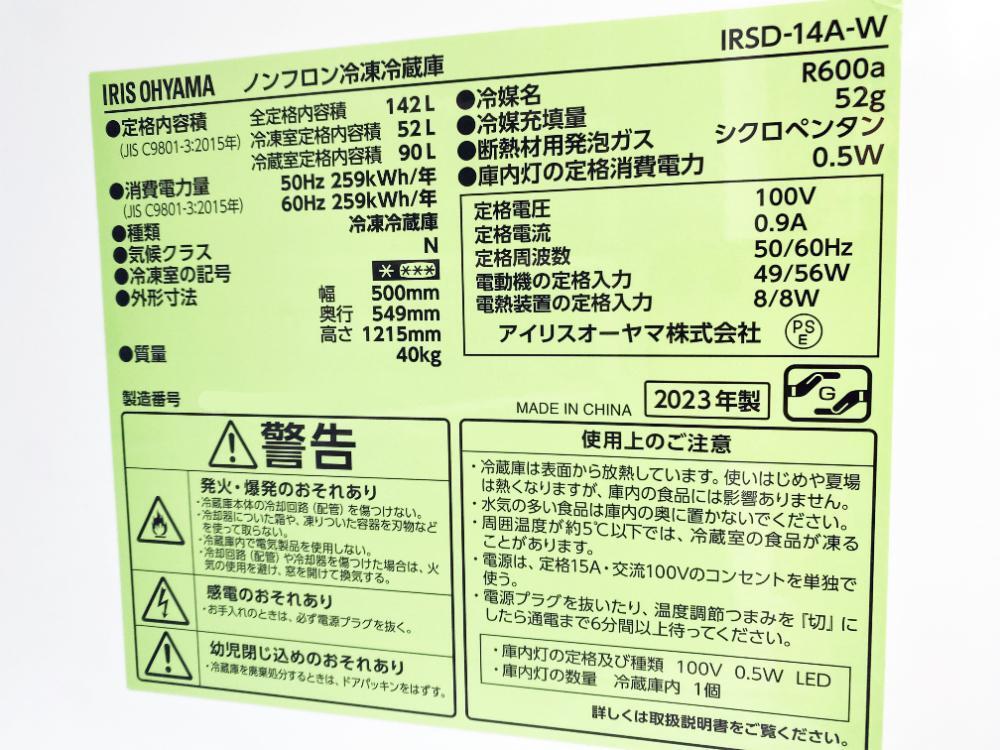 IRIS OHYAMA ノンフロン冷凍冷蔵庫
IRSD-14A-W
●定格内容積
(JIS C9801-3:2015年)
全定格内容積 142L
冷凍室定格内容積 52L
冷蔵室定格内容積 90L
●消費電力量
(JIS C9801-3:2015年)
50Hz 259kWh/年
60Hz 259kWh/年
●種類 冷凍冷蔵庫
●気候クラス N
●冷凍室の記号 * ***
●外形寸法 幅 500mm
奥行 549mm
高さ 1215mm
●質量 40kg
製造番号
●冷媒名 R600a
●冷媒充填量 52g
●断熱材用発泡ガス シクロペンタン
●庫内灯の定格消費電力 0.5W
定格電圧 100V
定格電流 0.9A
定格周波数 50/60Hz
電動機の定格入力 49/56W
電熱装置の定格入力 8/8W
アイリスオーヤマ株式会社 PSE
MADE IN CHINA 2023年製 G
警告
発火・爆発のおそれあり
・冷蔵庫本体の冷却回路(配管)を傷つけない。
・冷却器についた霜や、凍りついた容器を刃物など
を使って取らない。
・冷蔵庫内で電気製品を使用しない。
・冷却回路(配管)や冷却器を傷つけた場合は、火
気の使用を避け、窓を開けて換気する。
感電のおそれあり
・お手入れのときは、必ず電源プラグを抜く。
幼児閉じ込めのおそれあり
・冷蔵庫を廃棄処分するときは、ドアパッキンをはずす。
使用上のご注意
・冷蔵庫は表面から放熱しています。使いはじめや夏場
は熱くなりますが、庫内の食品には影響ありません。
・水気の多い食品は庫内の奥に置かないでください。
・周囲温度が約5℃以下では、冷蔵室の食品が凍る
ことがあります。
・電源は、定格15A・交流100Vのコンセントを単独で
使う。
・電源プラグを抜いたり、温度調節つまみを『切』に
したら通電まで6分間以上待ってください。
・庫内灯の定格及び種類 100V 0.5W LED
・庫内灯の数量 冷蔵庫内 1個
詳しくは取扱説明書をご覧ください。